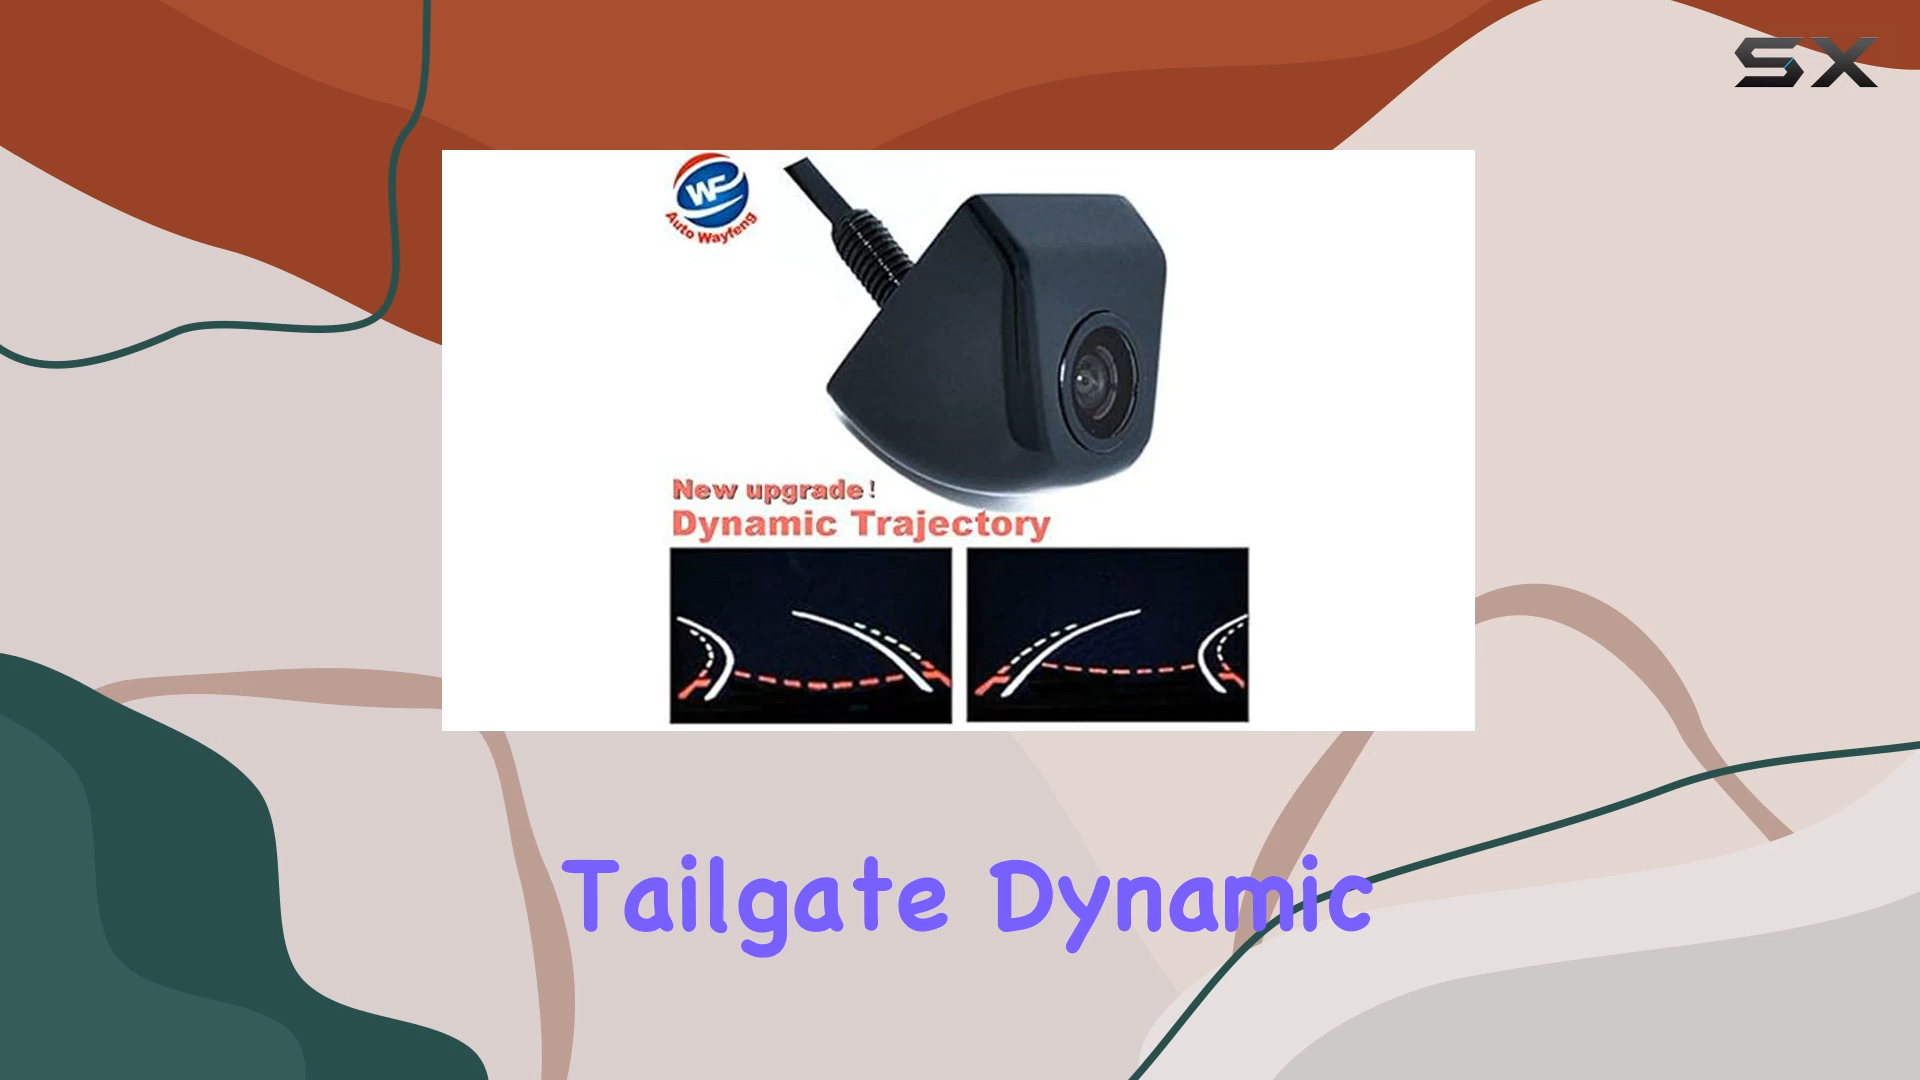 SX
WF
Auto Wayfeng
New upgrade!
Dynamic Trajectory
Tailgate Dynamic